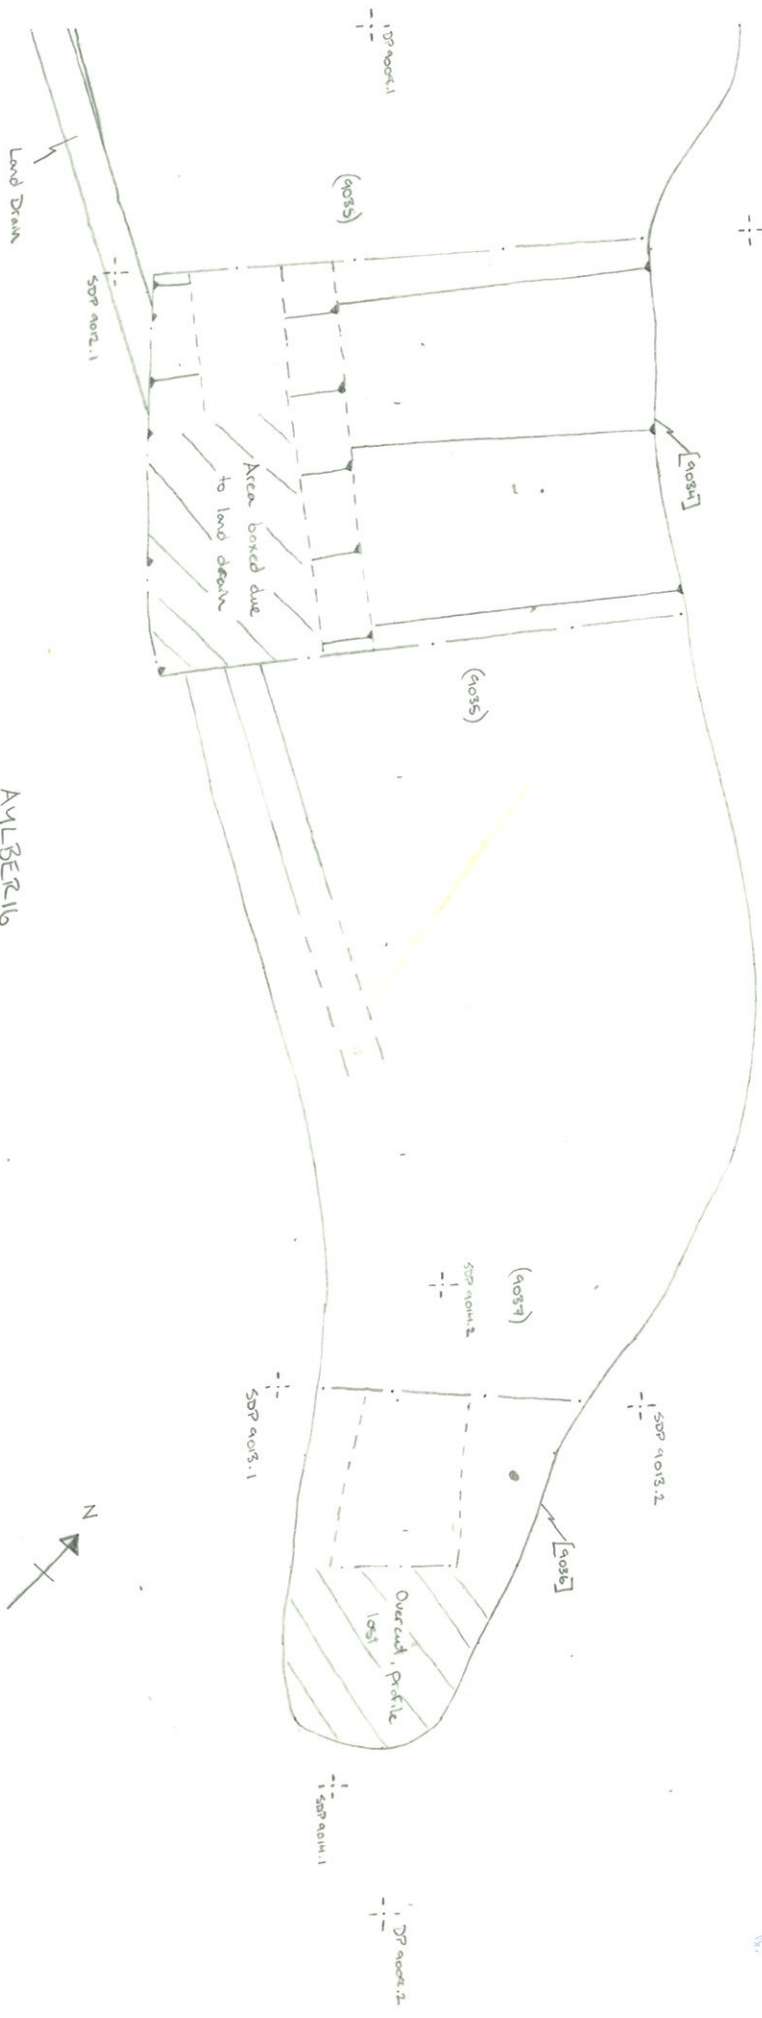 DP 9008.1
(9035)
Land Drain
SDP 9012.1
[9034]
Area boxed due
to land drain
(9035)
AYLBER16
(9037)
SDP 9014.2
SDP 9013.1
SDP 9013.2
N
[9036]
Overcut, profile
lost
SDP 9014.1
DP 9008.2